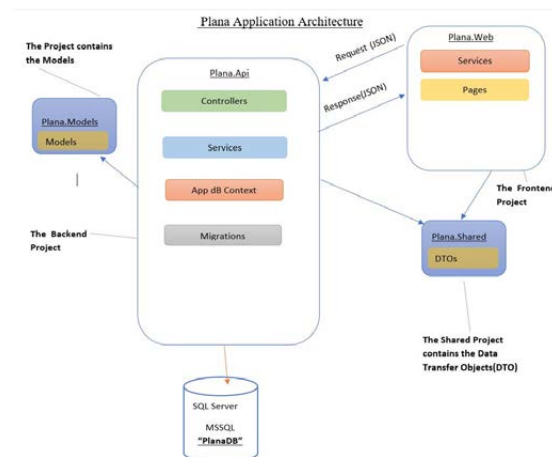 Plana Application Architecture
The Project contains
the Models
Plana.Models
Models
Plana.Api
Controllers
Services
App dB Context
Migrations
The Backend
Project
Request (JSON)
Response(JSON)
Plana.Web
Services
Pages
The Frontend
Project
Plana.Shared
DTOs
The Shared Project
contains the Data
Transfer Objects(DTO)
SQL Server
MSSQL
“PlanaDB”